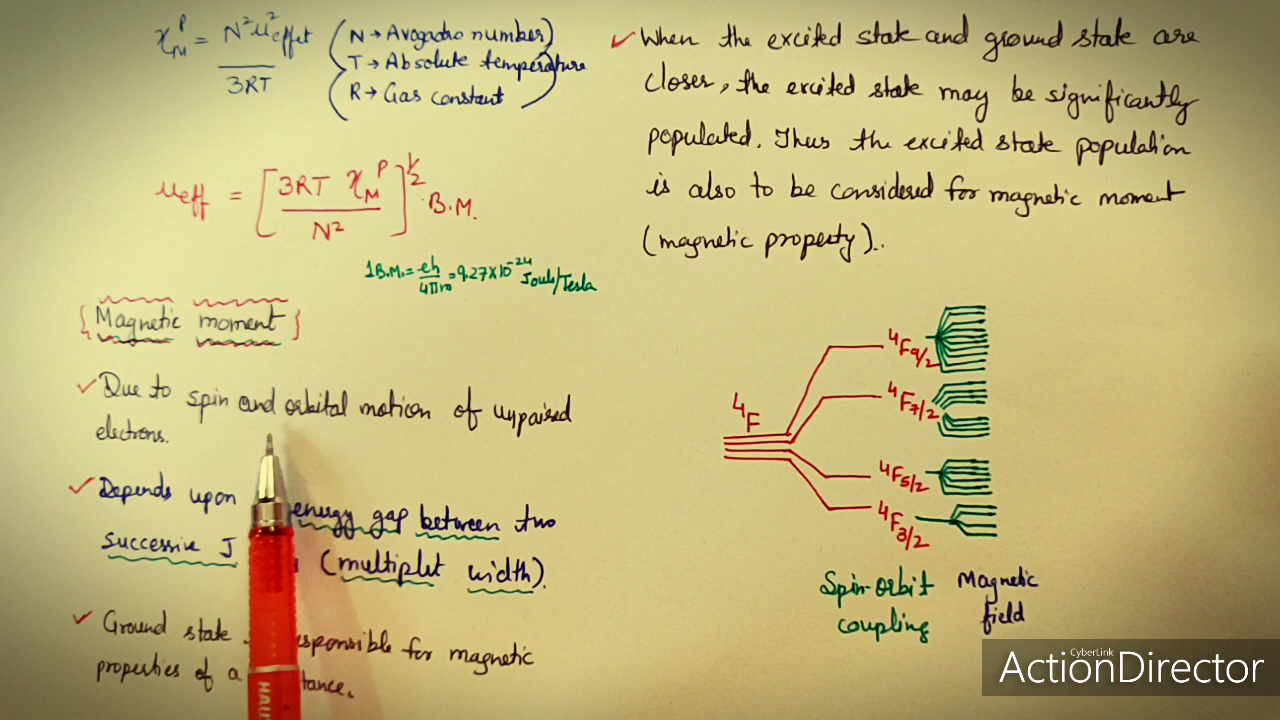 χ_M^P = N²μ²effet / 3RT
(N → Avogadro number)
(T → Absolute temperature
R → Gas constant)
μeff = [3RT χ_M^P / N²]^1/2 B.M.
1 B.M. = eh/4πm = 9.27×10^-24 Joule/Tesla
{Magnetic moment}
✓ Due to spin and orbital motion of unpaired
electrons.
✓ Depends upon energy gap between two
successive J (multiplet width).
✓ Ground state responsible for magnetic
properties of a
✓ When the excited state and ground state are
closer, the excited state may be significantly
populated. Thus the excited state population
is also to be considered for magnetic moment
(magnetic property)..
⁴F
⁴F9/2
⁴F7/2
⁴F5/2
⁴F3/2
Spin-orbit
coupling
Magnetic
field
CyberLink
ActionDirector